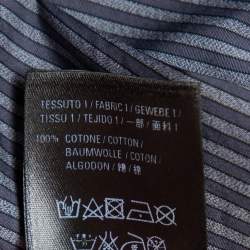 TESSUTO 1 / FABRIC 1 / GEWEBE 1 /
TISSU 1 / TEJIDO 1 / 一部 / 面料 1
100% COTONE / COTTON /
BAUMWOLLE / COTON /
ALGODON / 綿 /